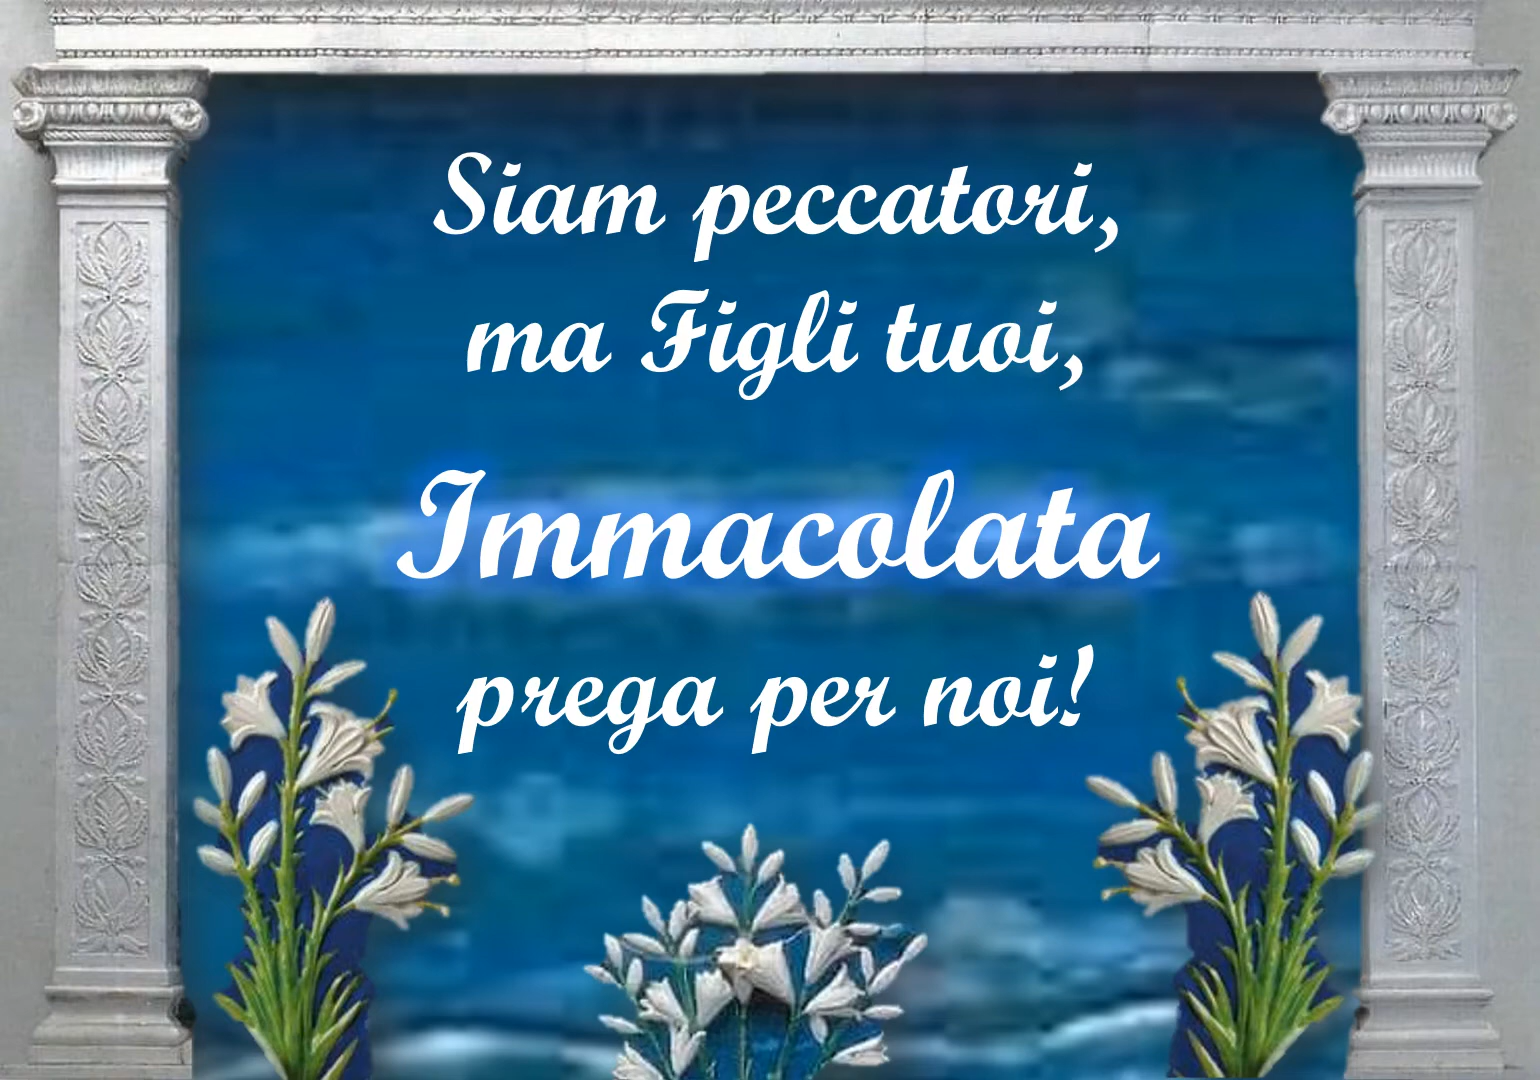 Siam peccatori,
ma Figli tuoi,
Immacolata
prega per noi!